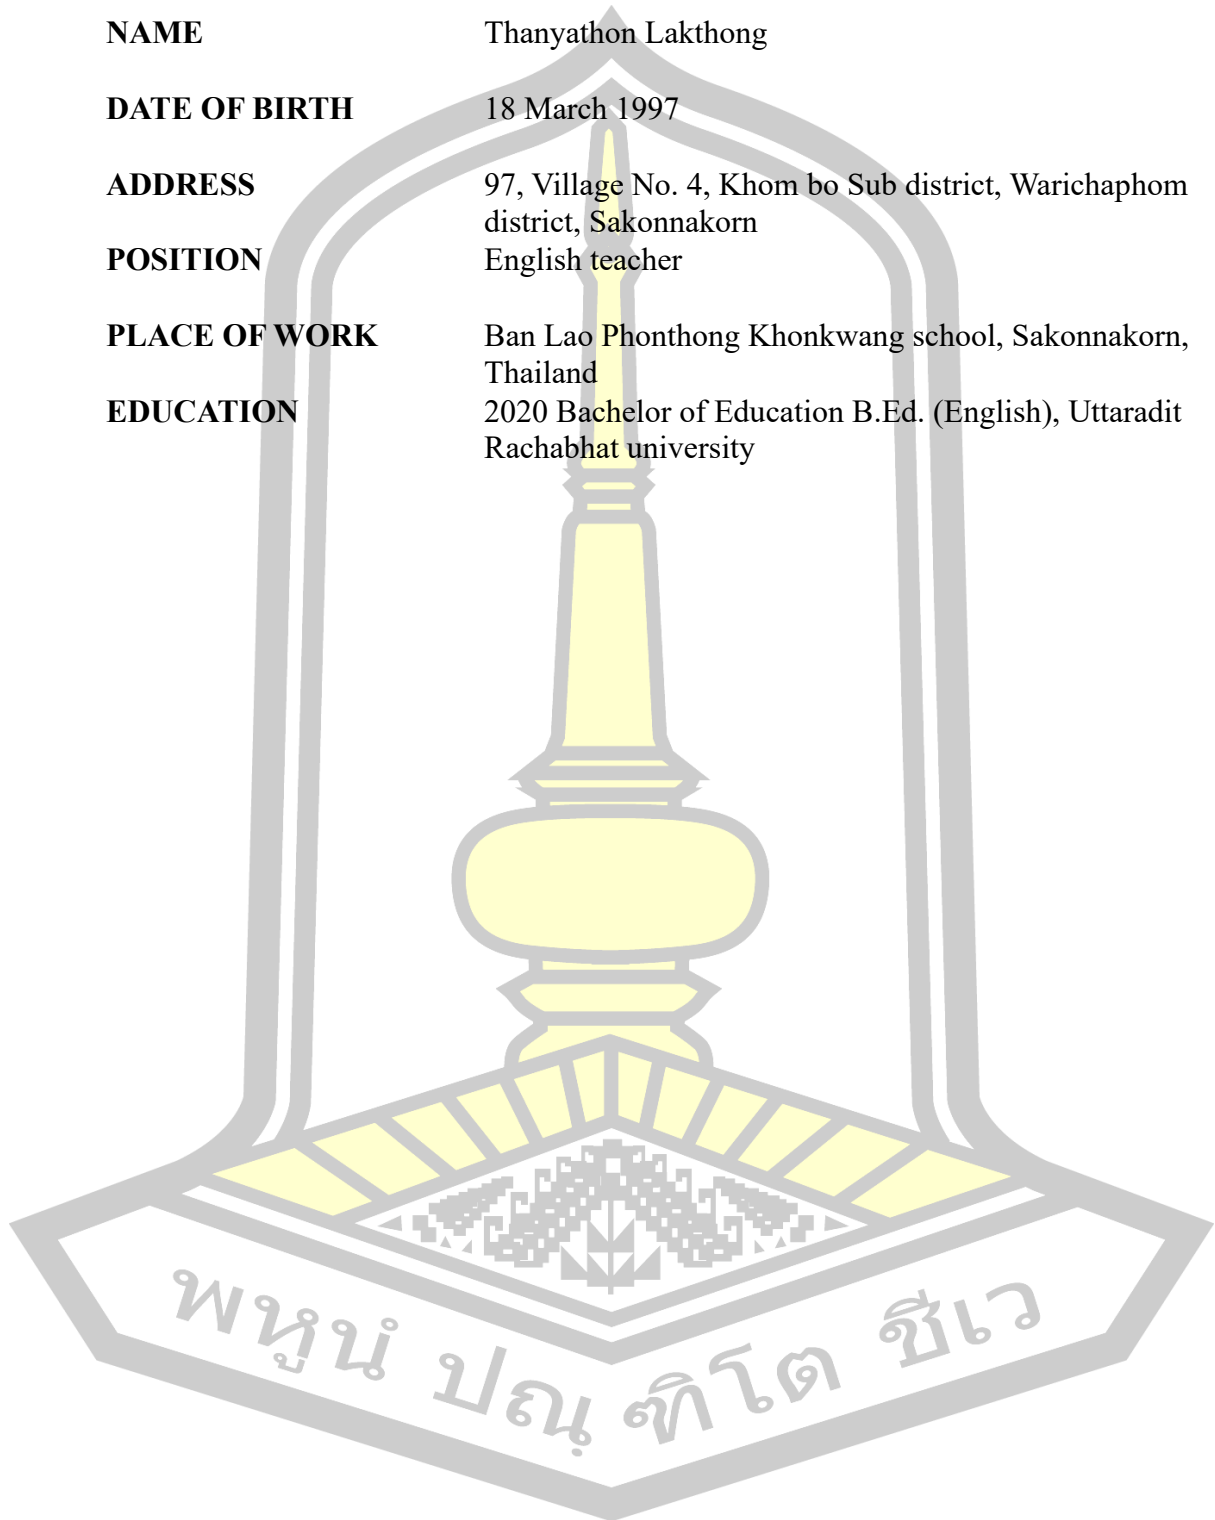 NAME Thanyathon Lakthong
DATE OF BIRTH 18 March 1997
ADDRESS 97, Village No. 4, Khom bo Sub district, Warichaphom
district, Sakonnakorn
POSITION English teacher
PLACE OF WORK Ban Lao Phonthong Khonkwang school, Sakonnakorn,
Thailand
EDUCATION 2020 Bachelor of Education B.Ed. (English), Uttaradit
Rachabhat university
พหูนํ ปณฺฑิโต ชีเว